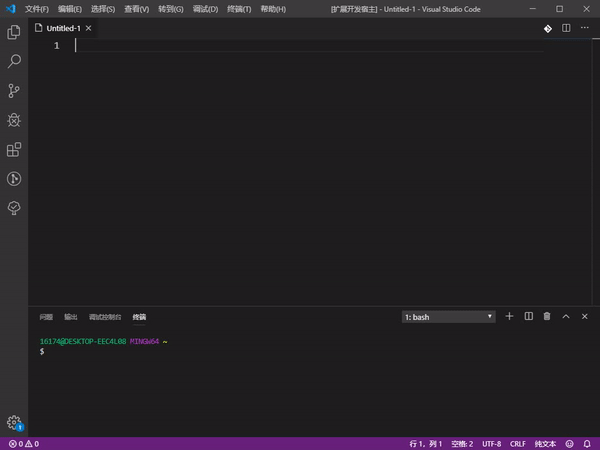 文件(F) 编辑(E) 选择(S) 查看(V) 转到(G) 调试(D) 终端(T) 帮助(H) [扩展开发宿主] - Untitled-1 - Visual Studio Code
Untitled-1
1
问题 输出 调试控制台 终端 1: bash
16174@DESKTOP-EEC4L08 MINGW64 ~
$
1
0 0 行 1，列 1 空格: 2 UTF-8 CRLF 纯文本